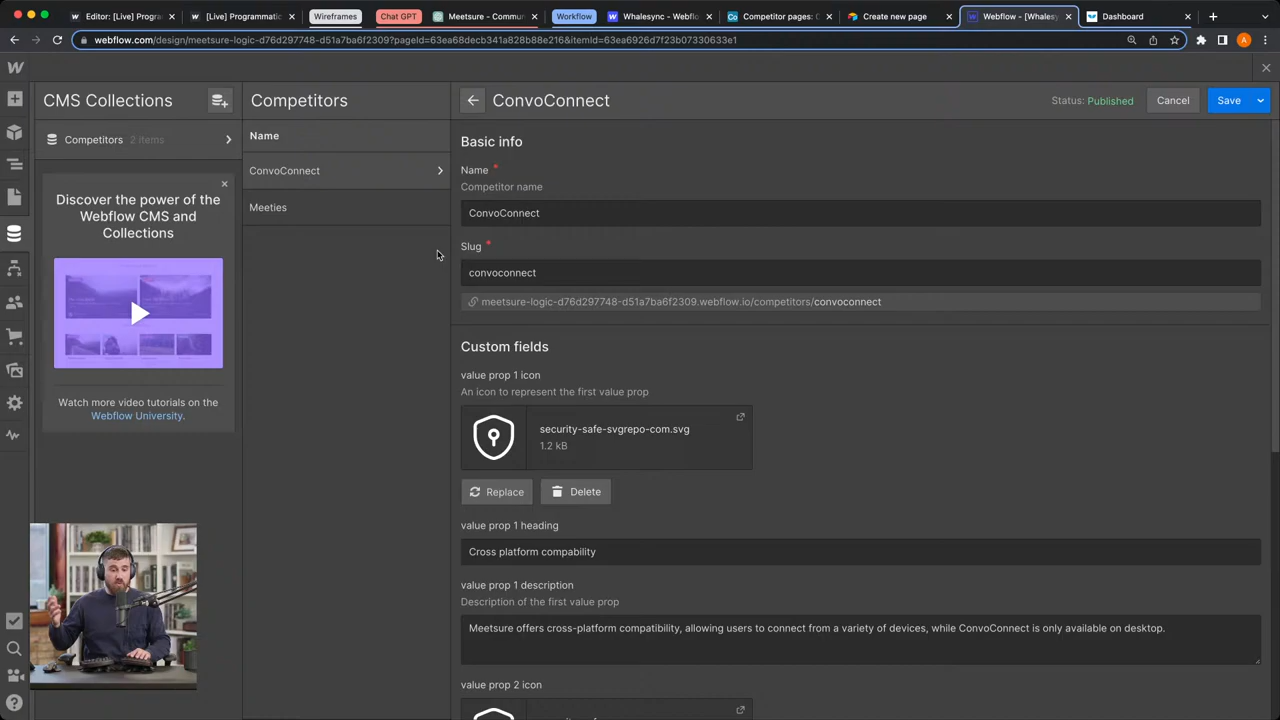 Editor: [Live] Progra
[Live] Programmatic
Wireframes
Chat GPT
Meetsure - Commun
Workflow
Whalesync - Webflo
Competitor pages: C
Create new page
Webflow - [Whales
Dashboard
webflow.com/design/meetsure-logic-d76d297748-d51a7ba6f2309?pageId=63ea68decb341a828b88e216&itemId=63ea6926d7f23b07330633e1
A
CMS Collections
Competitors
ConvoConnect
Status: Published
Cancel
Save
Competitors 2 items
Name
ConvoConnect
Meeties
Discover the power of the
Webflow CMS and
Collections
Watch more video tutorials on the
Webflow University.
Basic info
Name *
Competitor name
ConvoConnect
Slug *
convoconnect
meetsure-logic-d76d297748-d51a7ba6f2309.webflow.io/competitors/convoconnect
Custom fields
value prop 1 icon
An icon to represent the first value prop
security-safe-svgrepo-com.svg
1.2 kB
Replace
Delete
value prop 1 heading
Cross platform compability
value prop 1 description
Description of the first value prop
Meetsure offers cross-platform compatibility, allowing users to connect from a variety of devices, while ConvoConnect is only available on desktop.
value prop 2 icon